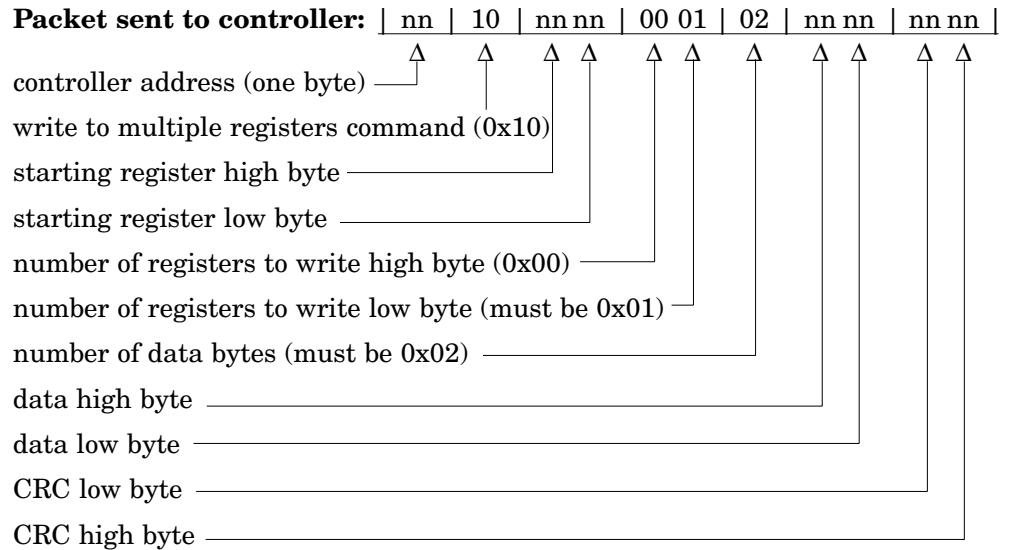 Packet sent to controller: | nn | 10 | nn nn | 00 01 | 02 | nn nn | nn nn |
controller address (one byte)
write to multiple registers command (0x10)
starting register high byte
starting register low byte
number of registers to write high byte (0x00)
number of registers to write low byte (must be 0x01)
number of data bytes (must be 0x02)
data high byte
data low byte
CRC low byte
CRC high byte